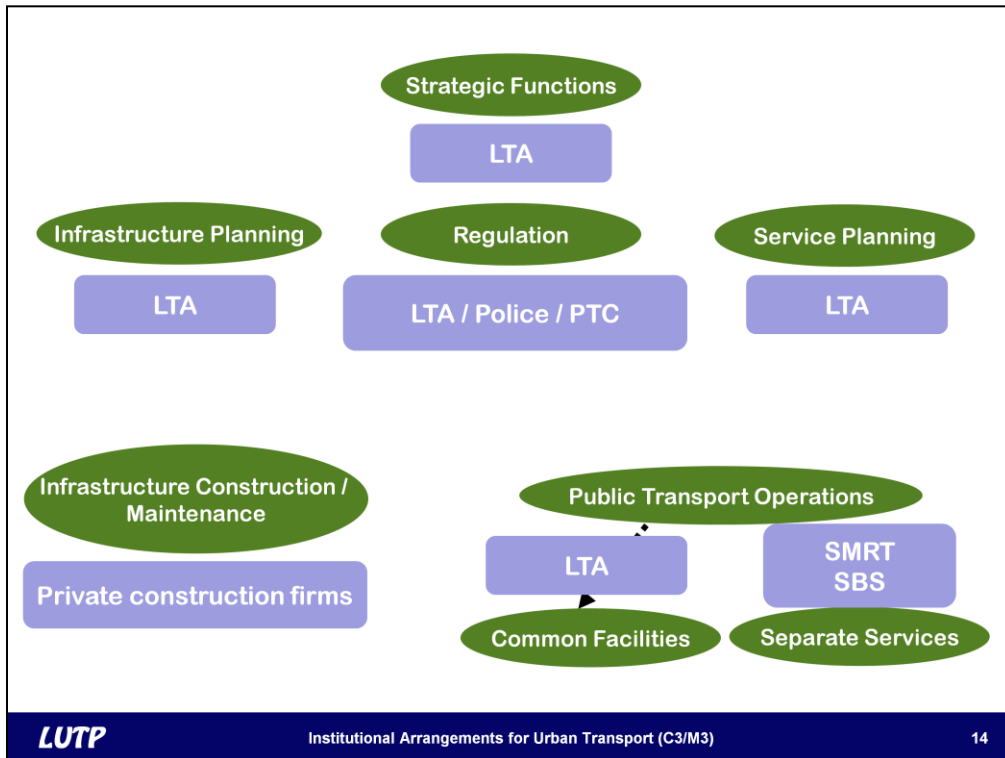 Strategic Functions
LTA
Infrastructure Planning
LTA
Regulation
LTA / Police / PTC
Service Planning
LTA
Infrastructure Construction /
Maintenance
Private construction firms
Public Transport Operations
LTA
Common Facilities
SMRT
SBS
Separate Services
LUTP
Institutional Arrangements for Urban Transport (C3/M3)
14